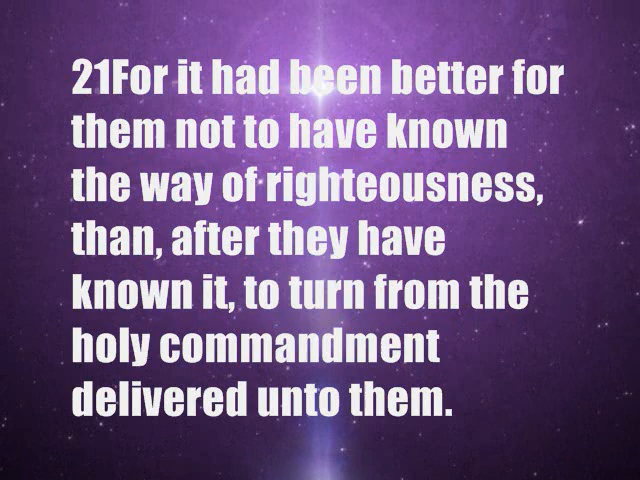 21For it had been better for
them not to have known
the way of righteousness,
than, after they have
known it, to turn from the
holy commandment
delivered unto them.